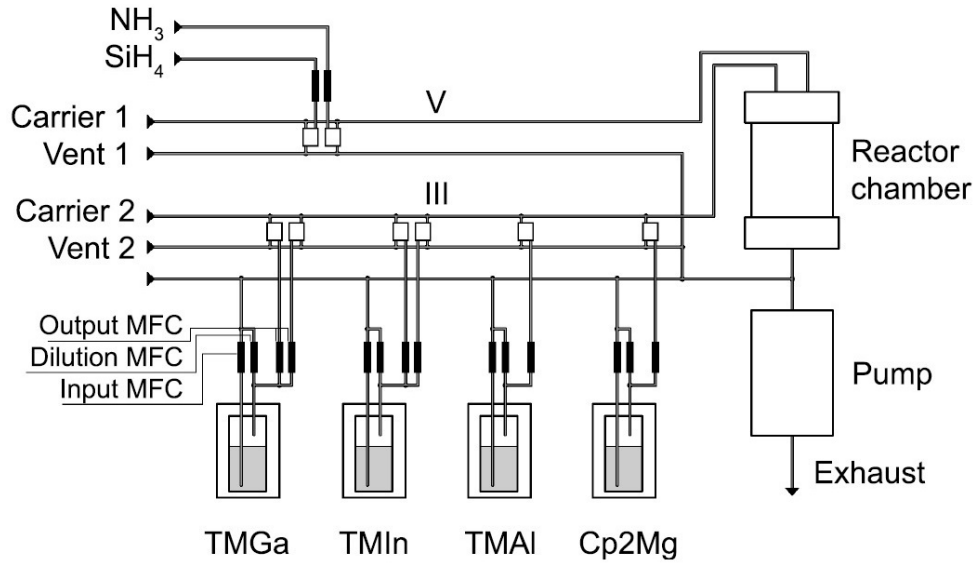 NH3
SiH4
Carrier 1
Vent 1
V
Carrier 2
Vent 2
III
Output MFC
Dilution MFC
Input MFC
TMGa
TMIn
TMAl
Cp2Mg
Reactor
chamber
Pump
Exhaust